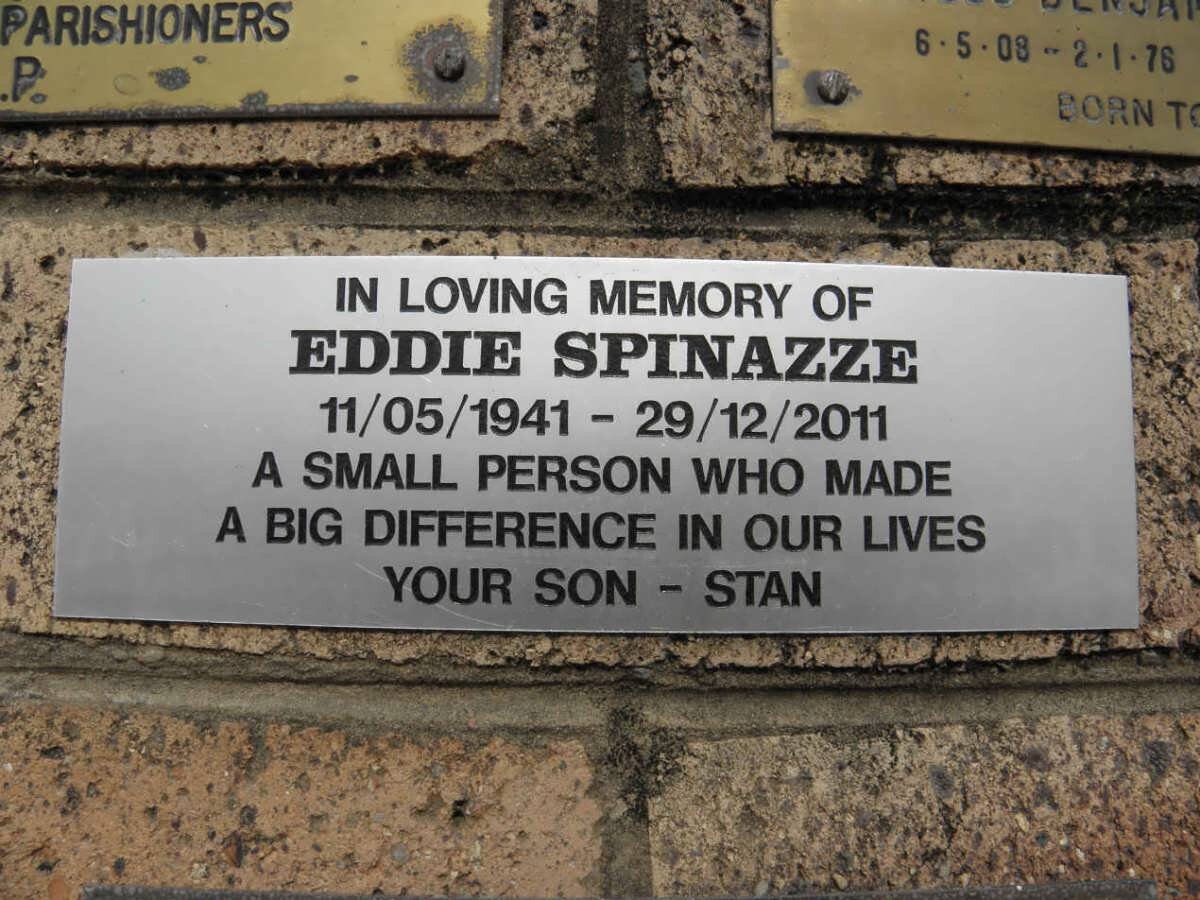 PARISHIONERS
.P.
6·5·08 - 2·1·76
BORN TO
IN LOVING MEMORY OF
EDDIE SPINAZZE
11/05/1941 - 29/12/2011
A SMALL PERSON WHO MADE
A BIG DIFFERENCE IN OUR LIVES
YOUR SON - STAN